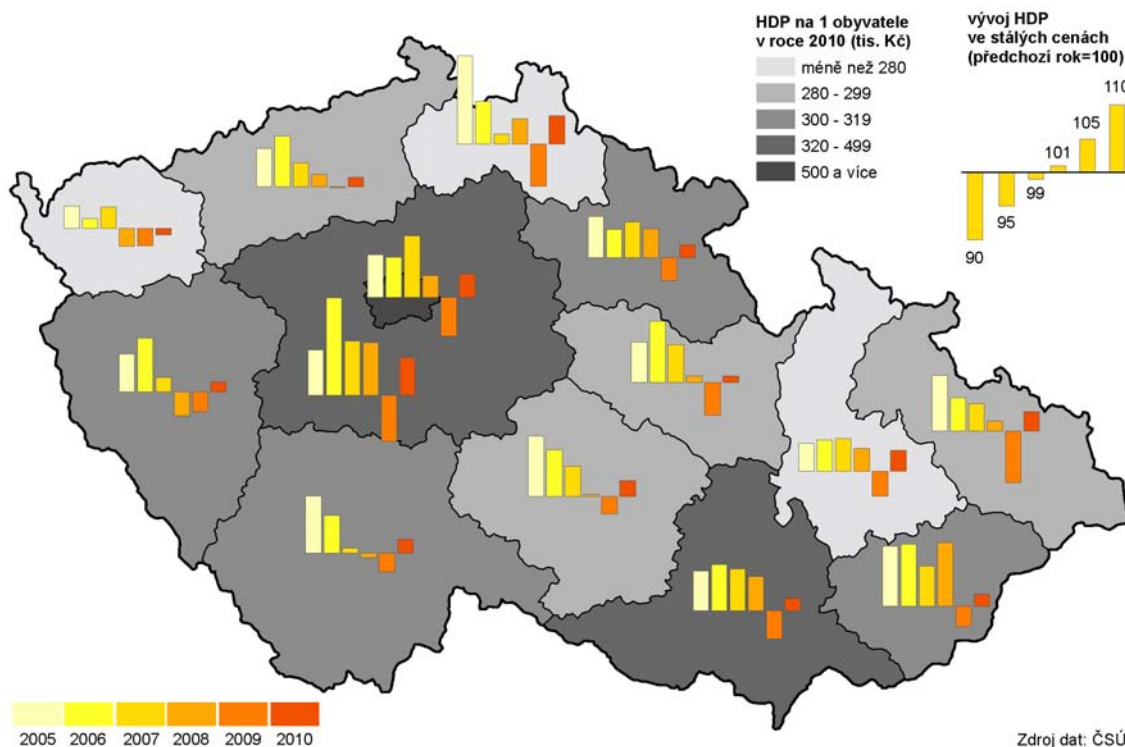 HDP na 1 obyvatele
v roce 2010 (tis. Kč)
méně než 280
280 - 299
300 - 319
320 - 499
500 a více
vývoj HDP
ve stálých cenách
(předchozí rok=100)
110
105
101
99
95
90
2005 2006 2007 2008 2009 2010
Zdroj dat: ČSÚ